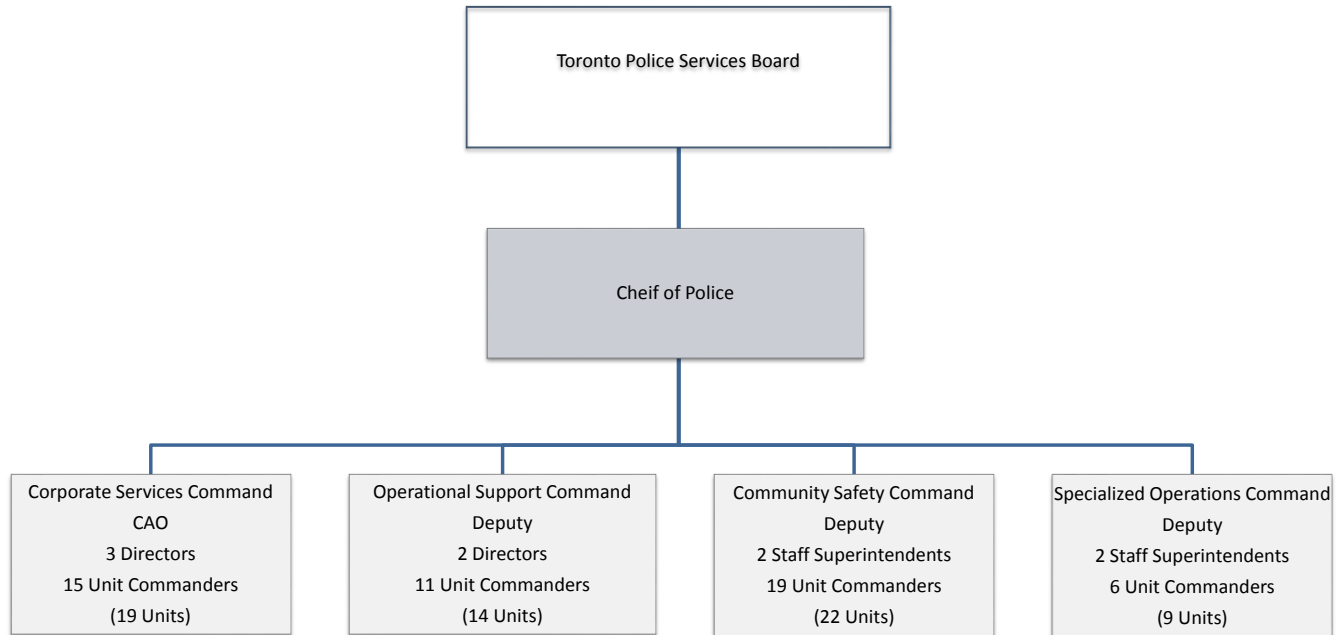 Toronto Police Services Board
Cheif of Police
Corporate Services Command
CAO
3 Directors
15 Unit Commanders
(19 Units)
Operational Support Command
Deputy
2 Directors
11 Unit Commanders
(14 Units)
Community Safety Command
Deputy
2 Staff Superintendents
19 Unit Commanders
(22 Units)
Specialized Operations Command
Deputy
2 Staff Superintendents
6 Unit Commanders
(9 Units)